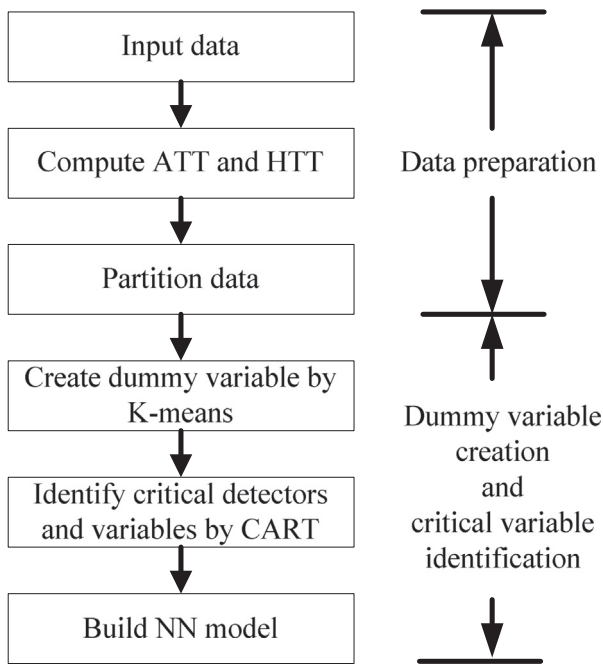 Input data
Compute ATT and HTT
Data preparation
Partition data
Create dummy variable by
K-means
Identify critical detectors
and variables by CART
Build NN model
Dummy variable
creation
and
critical variable
identification